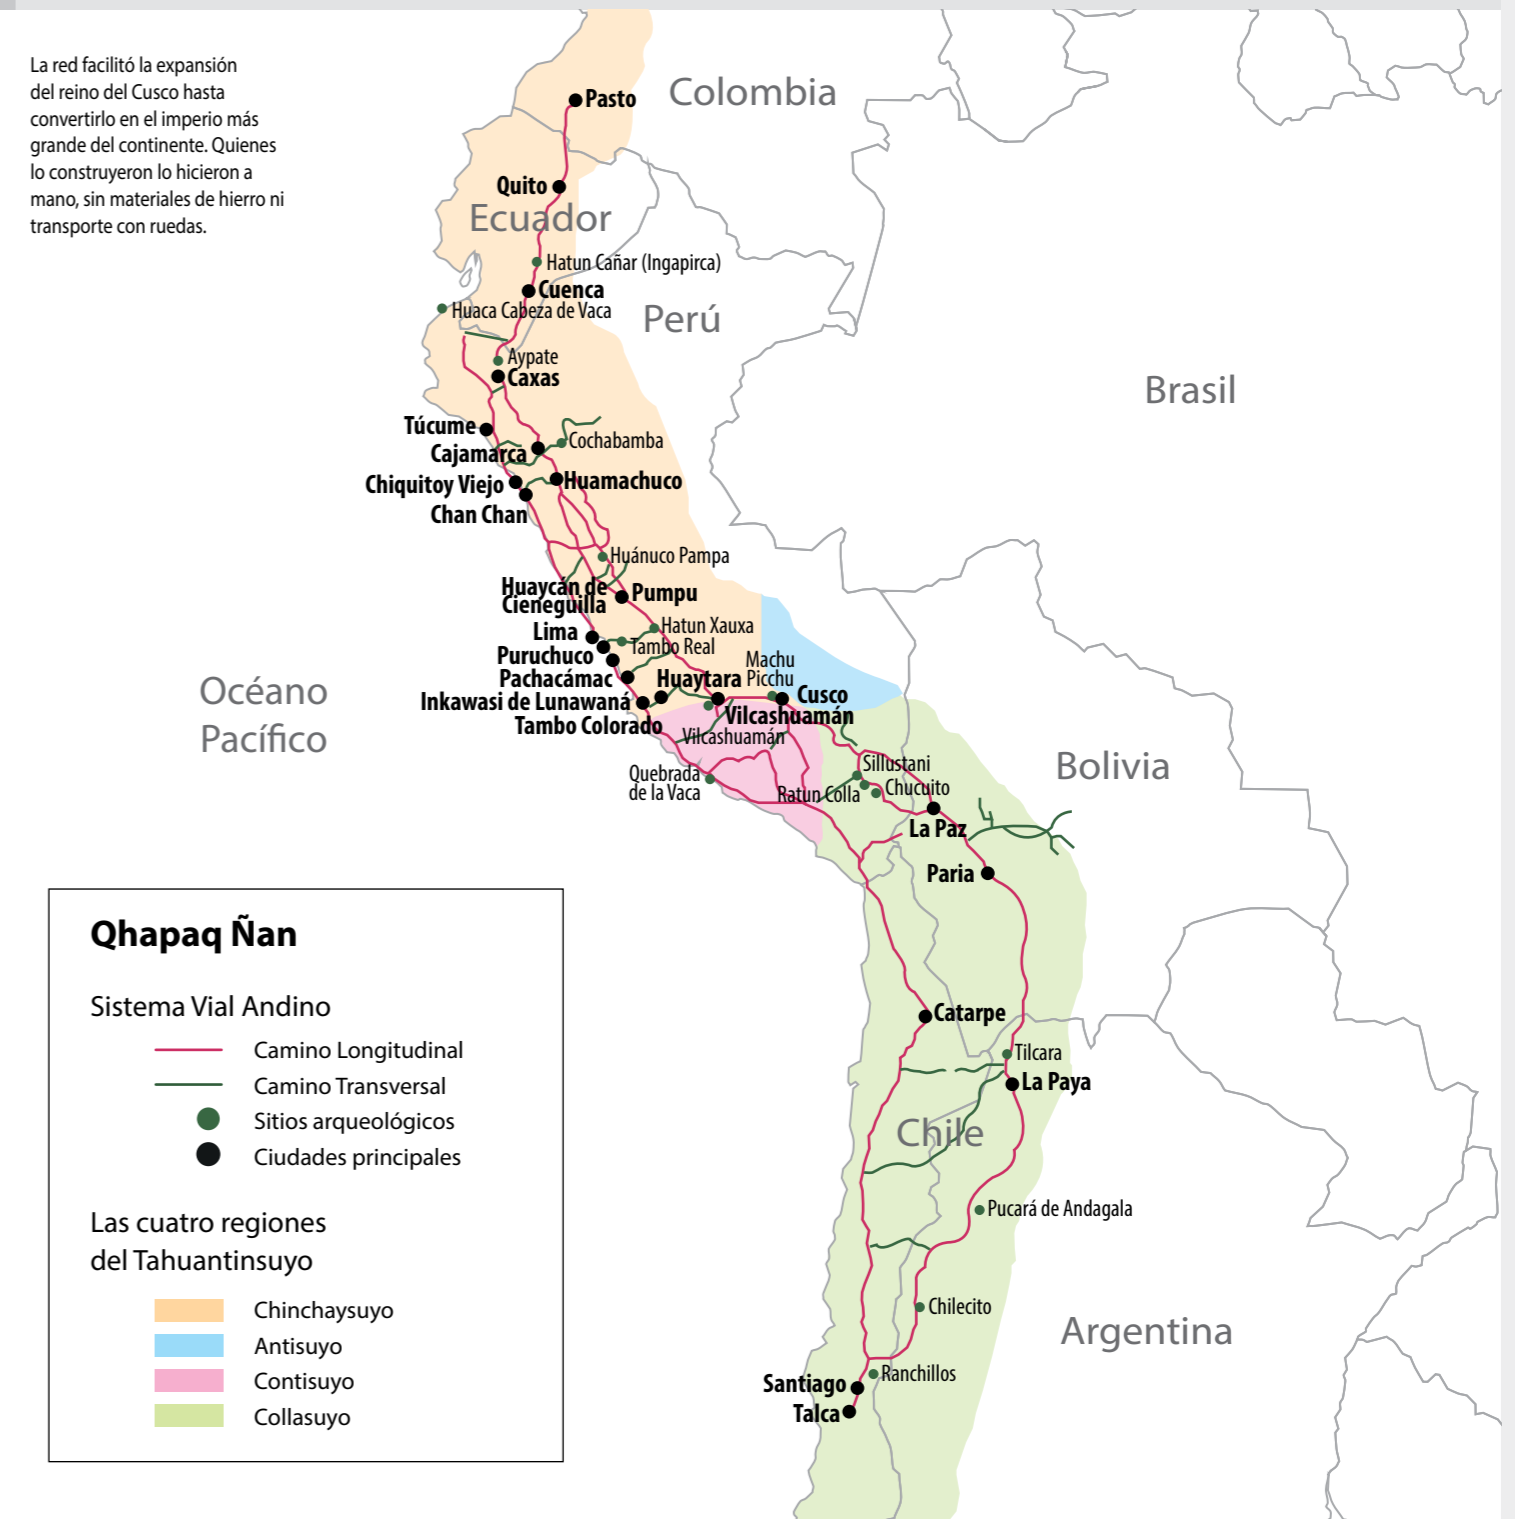 La red facilitó la expansión
del reino del Cusco hasta
convertirlo en el imperio más
grande del continente. Quienes
lo construyeron lo hicieron a
mano, sin materiales de hierro ni
transporte con ruedas.
Colombia
Pasto
Quito
Ecuador
Hatun Cañar (Ingapirca)
Cuenca
Huaca Cabeza de Vaca
Perú
Aypate
Caxas
Brasil
Túcume
Cochabamba
Cajamarca
Huamachuco
Chiquitoy Viejo
Chan Chan
Huánuco Pampa
Huaycán de
Cieneguilla
Pumpu
Hatun Xauxa
Lima
Tambo Real
Puruchuco
Machu
Picchu
Pachacámac
Huaytara
Cusco
Inkawasi de Lunawaná
Vilcashuamán
Tambo Colorado
Vilcashuamán
Océano
Pacífico
Quebrada
de la Vaca
Sillustani
Chucuito
Ratun Colla
Bolivia
La Paz
Paria
Catarpe
Tilcara
La Paya
Chile
Pucará de Andagala
Chilecito
Argentina
Ranchillos
Santiago
Talca
Qhapaq Ñan
Sistema Vial Andino
Camino Longitudinal
Camino Transversal
Sitios arqueológicos
Ciudades principales
Las cuatro regiones
del Tahuantinsuyo
Chinchaysuyo
Antisuyo
Contisuyo
Collasuyo